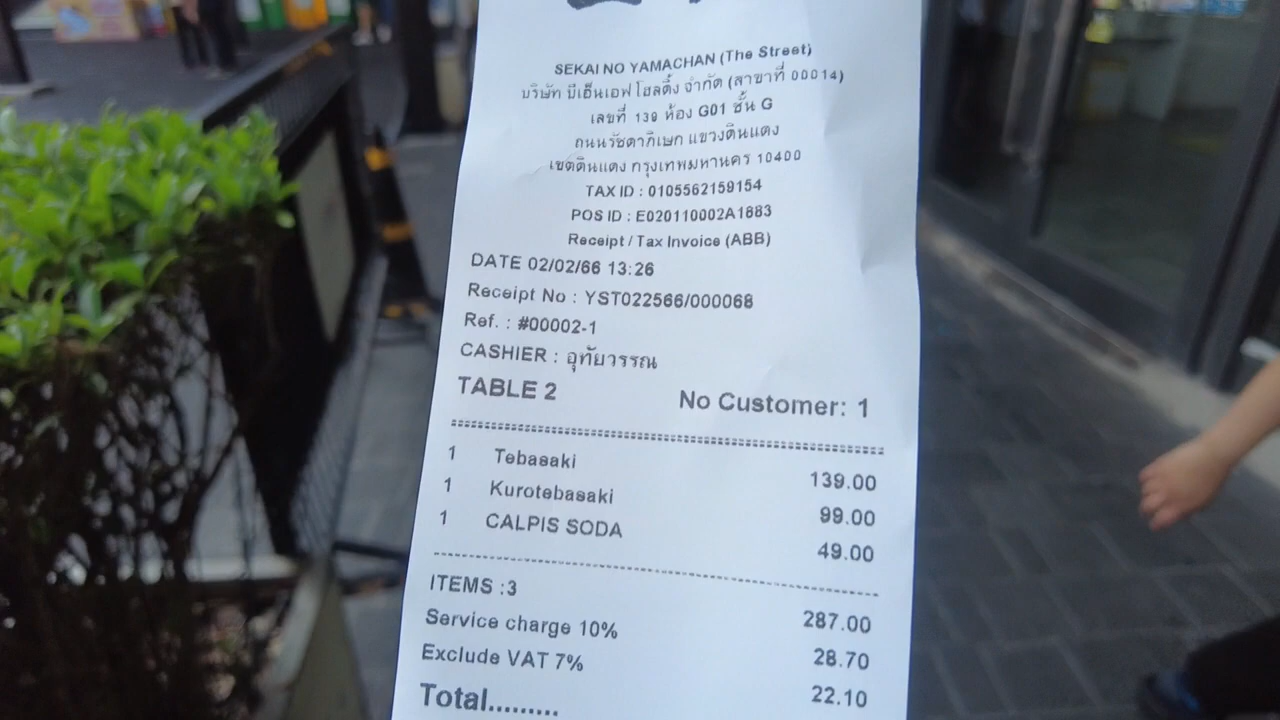 SEKAI NO YAMACHAN (The Street)
บริษัท บีเอ็นเอฟ โฮลดิ้ง จำกัด (สาขาที่ 00014)
เลขที่ 139 ห้อง G01 ชั้น G
ถนนรัชดาภิเษก แขวงดินแดง
เขตดินแดง กรุงเทพมหานคร 10400
TAX ID : 0105562159154
POS ID : E020110002A1683
Receipt / Tax Invoice (ABB)
DATE 02/02/66 13:26
Receipt No : YST022566/000068
Ref. : #00002-1
CASHIER : อุทัยวรรณ
TABLE 2 No Customer: 1
1 Tebasaki 139.00
1 Kurotebasaki 99.00
1 CALPIS SODA 49.00
ITEMS :3 287.00
Service charge 10% 28.70
Exclude VAT 7% 22.10
Total.........